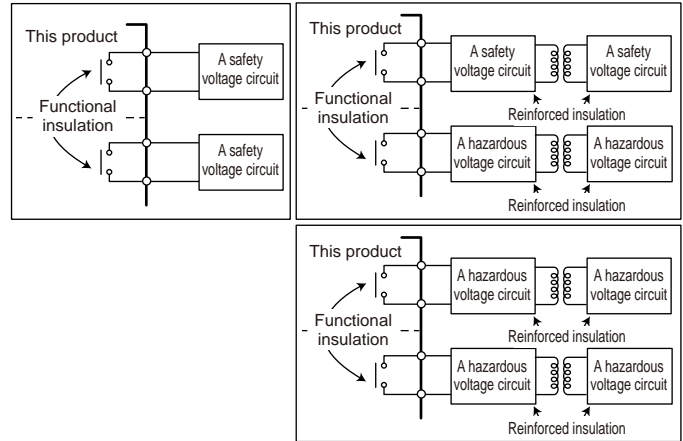 This product
A safety
voltage circuit
Functional
insulation
A safety
voltage circuit
This product
A safety
voltage circuit
A safety
voltage circuit
Reinforced insulation
Functional
insulation
A hazardous
voltage circuit
A hazardous
voltage circuit
Reinforced insulation
This product
A hazardous
voltage circuit
A hazardous
voltage circuit
Reinforced insulation
Functional
insulation
A hazardous
voltage circuit
A hazardous
voltage circuit
Reinforced insulation